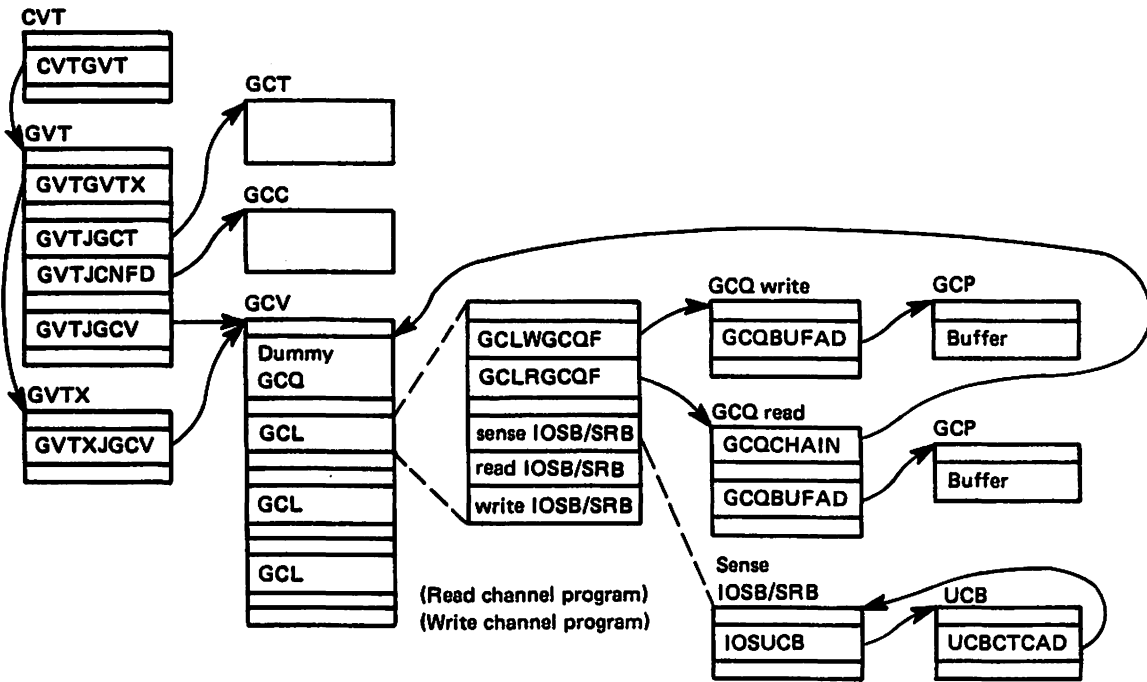 CVT
CVTGVT
GVT
GVTGVTX
GVTJGCT
GVTJCNFD
GVTJGCV
GVTX
GVTXJGCV
GCT
GCC
GCV
Dummy
GCQ
GCL
GCL
GCL
GCLWGCQF
GCLRGCQF
sense IOSB/SRB
read IOSB/SRB
write IOSB/SRB
(Read channel program)
(Write channel program)
GCQ write
GCQBUFAD
GCP
Buffer
GCQ read
GCQCHAIN
GCQBUFAD
GCP
Buffer
Sense
IOSB/SRB
IOSUCB
UCB
UCBCTCAD